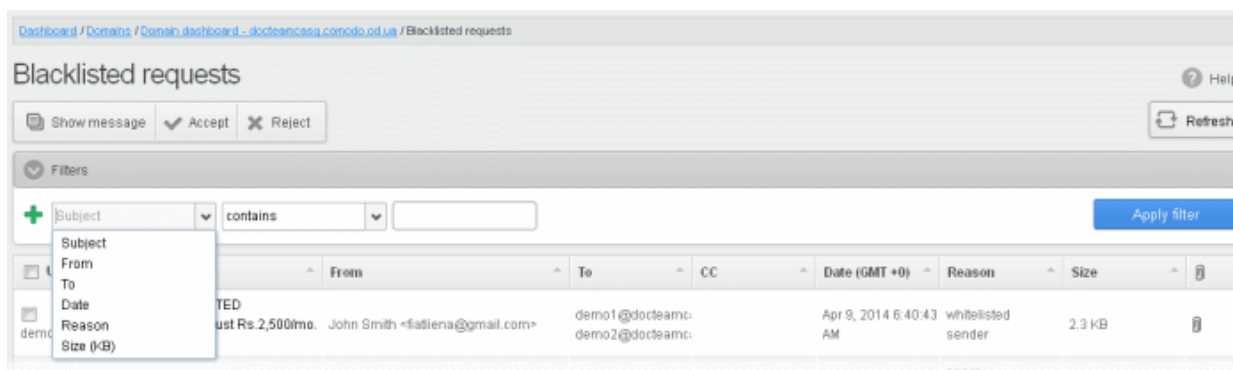 Dashboard / Domains / Domain dashboard - docteamcasg.comodo.od.ua / Blacklisted requests
Blacklisted requests
Help
Show message Accept Reject
Refresh
Filters
Subject contains
Apply filter
Subject
From
To
Date
Reason
Size (KB)
U From To CC Date (GMT +0) Reason Size
TED
ust Rs.2,500/mo.
demo
John Smith <fiatliena@gmail.com>
demo1@docteamc
demo2@docteamc
Apr 9, 2014 6:40:43
AM
whitelisted
sender
2.3 KB